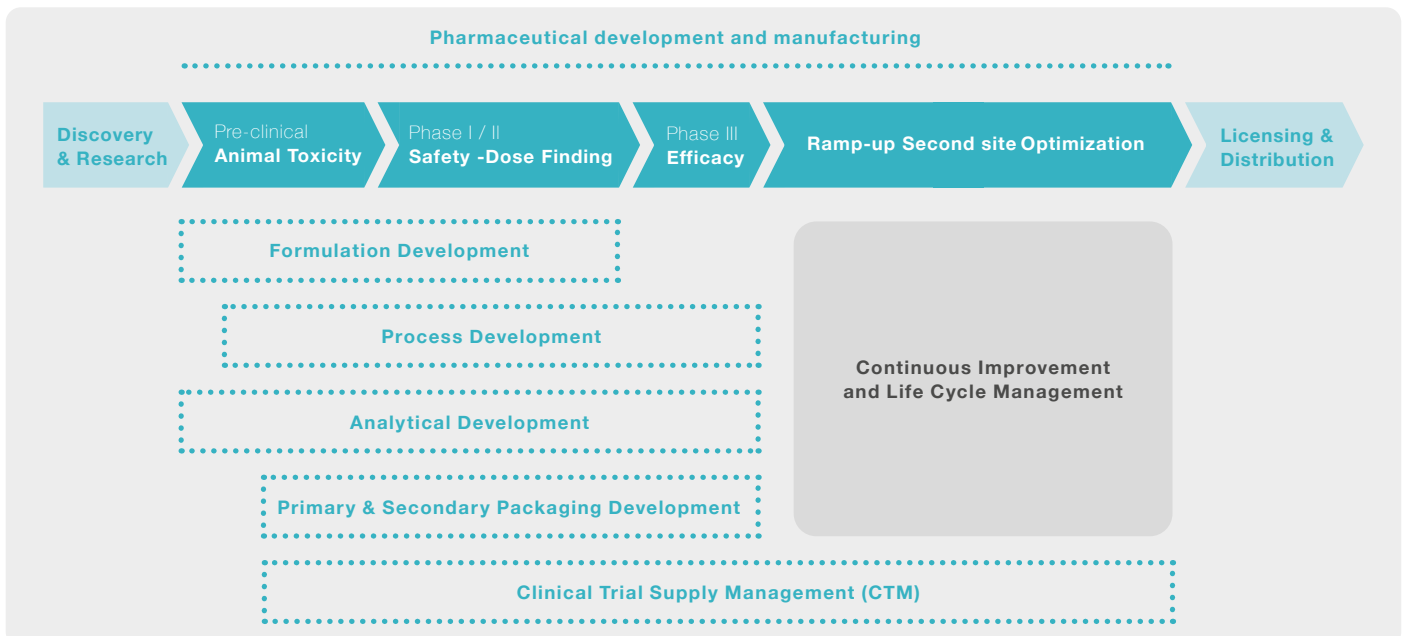 Pharmaceutical development and manufacturing
Discovery
& Research
Pre-clinical
Animal Toxicity
Phase I / II
Safety -Dose Finding
Phase III
Efficacy
Ramp-up Second site Optimization
Licensing &
Distribution
Formulation Development
Process Development
Analytical Development
Primary & Secondary Packaging Development
Continuous Improvement
and Life Cycle Management
Clinical Trial Supply Management (CTM)